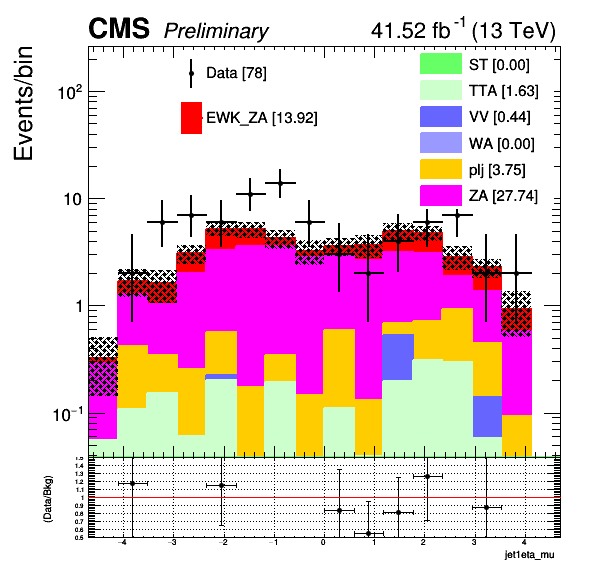 CMS Preliminary 41.52 fb⁻¹ (13 TeV)
Events/bin
Data [78]
EWK_ZA [13.92]
ST [0.00]
TTA [1.63]
VV [0.44]
WA [0.00]
plj [3.75]
ZA [27.74]
10²
10
1
10⁻¹
(Data/Bkg)
1.5
1.4
1.3
1.2
1.1
1
0.9
0.8
0.7
0.6
0.5
−4 −3 −2 −1 0 1 2 3 4
jet1eta_mu